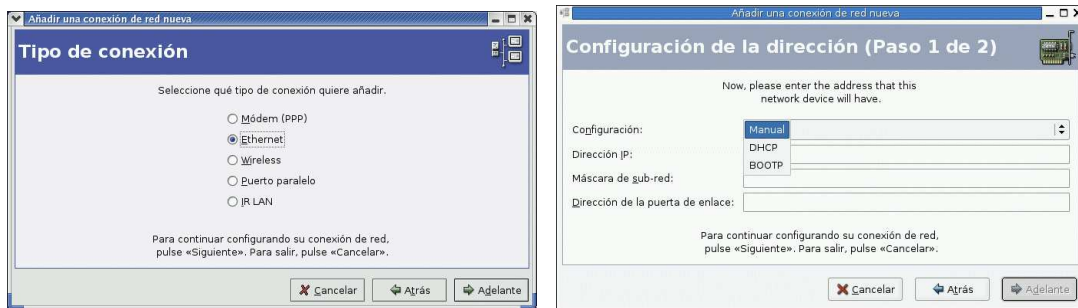 Añadir una conexión de red nueva
Tipo de conexión
Seleccione qué tipo de conexión quiere añadir.
Módem (PPP)
Ethernet
Wireless
Puerto paralelo
IR LAN
Para continuar configurando su conexión de red,
pulse «Siguiente». Para salir, pulse «Cancelar».
Cancelar
Atrás
Adelante
Añadir una conexión de red nueva
Configuración de la dirección (Paso 1 de 2)
Now, please enter the address that this
network device will have.
Configuración:
Manual
DHCP
BOOTP
Dirección IP:
Máscara de sub-red:
Dirección de la puerta de enlace:
Para continuar configurando su conexión de red,
pulse «Siguiente». Para salir, pulse «Cancelar».
Cancelar
Atrás
Adelante